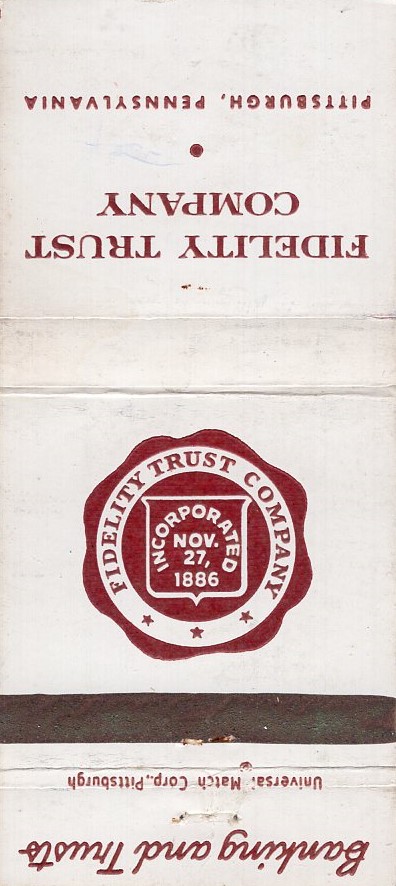 FIDELITY TRUST
COMPANY
PITTSBURGH, PENNSYLVANIA
FIDELITY TRUST COMPANY
INCORPORATED
NOV.
27,
1886
Universal Match Corp., Pittsburgh
Banking and Trusts